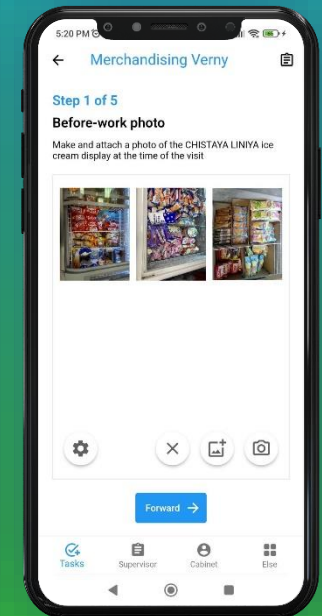 5:20 PM
Merchandising Verny
Step 1 of 5
Before-work photo
Make and attach a photo of the CHISTAYA LINIYA ice
cream display at the time of the visit
Forward
Tasks
Supervisor
Cabinet
Else